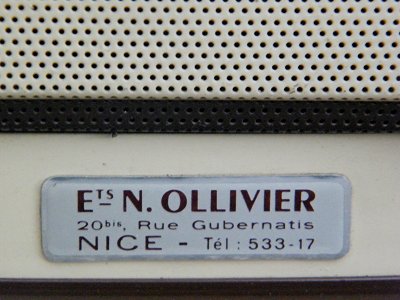 Ets N. OLLIVIER
20bis, Rue Gubernatis
NICE - Tél : 533-17